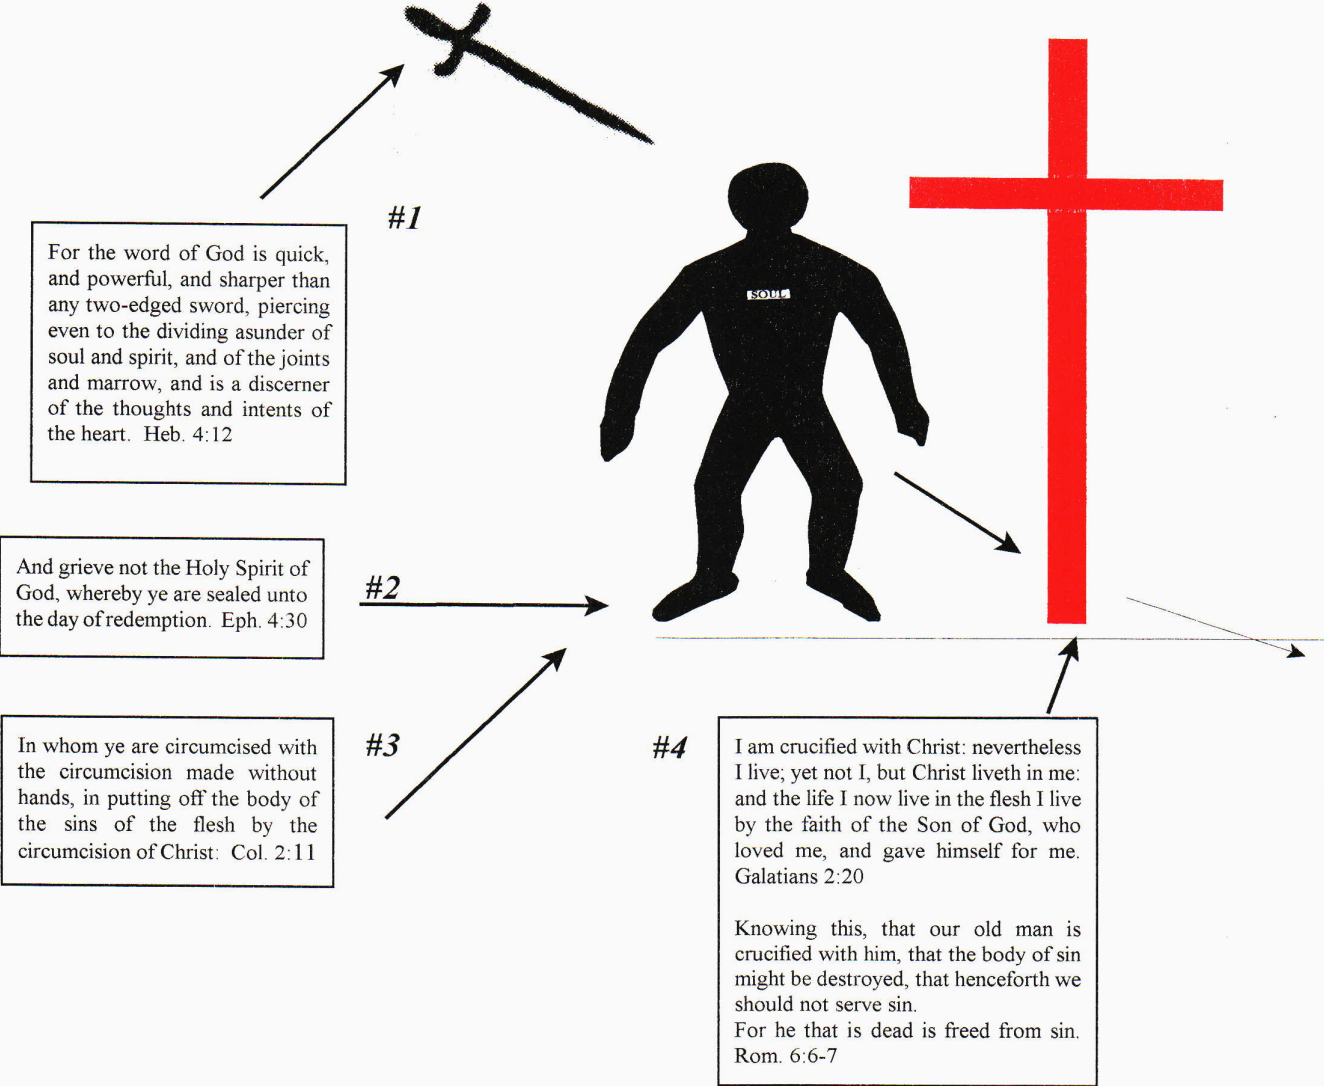 #1
For the word of God is quick,
and powerful, and sharper than
any two-edged sword, piercing
even to the dividing asunder of
soul and spirit, and of the joints
and marrow, and is a discerner
of the thoughts and intents of
the heart. Heb. 4:12
SOUL
#2
And grieve not the Holy Spirit of
God, whereby ye are sealed unto
the day of redemption. Eph. 4:30
#3
In whom ye are circumcised with
the circumcision made without
hands, in putting off the body of
the sins of the flesh by the
circumcision of Christ: Col. 2:11
#4
I am crucified with Christ: nevertheless
I live; yet not I, but Christ liveth in me:
and the life I now live in the flesh I live
by the faith of the Son of God, who
loved me, and gave himself for me.
Galatians 2:20
Knowing this, that our old man is
crucified with him, that the body of sin
might be destroyed, that henceforth we
should not serve sin.
For he that is dead is freed from sin.
Rom. 6:6-7